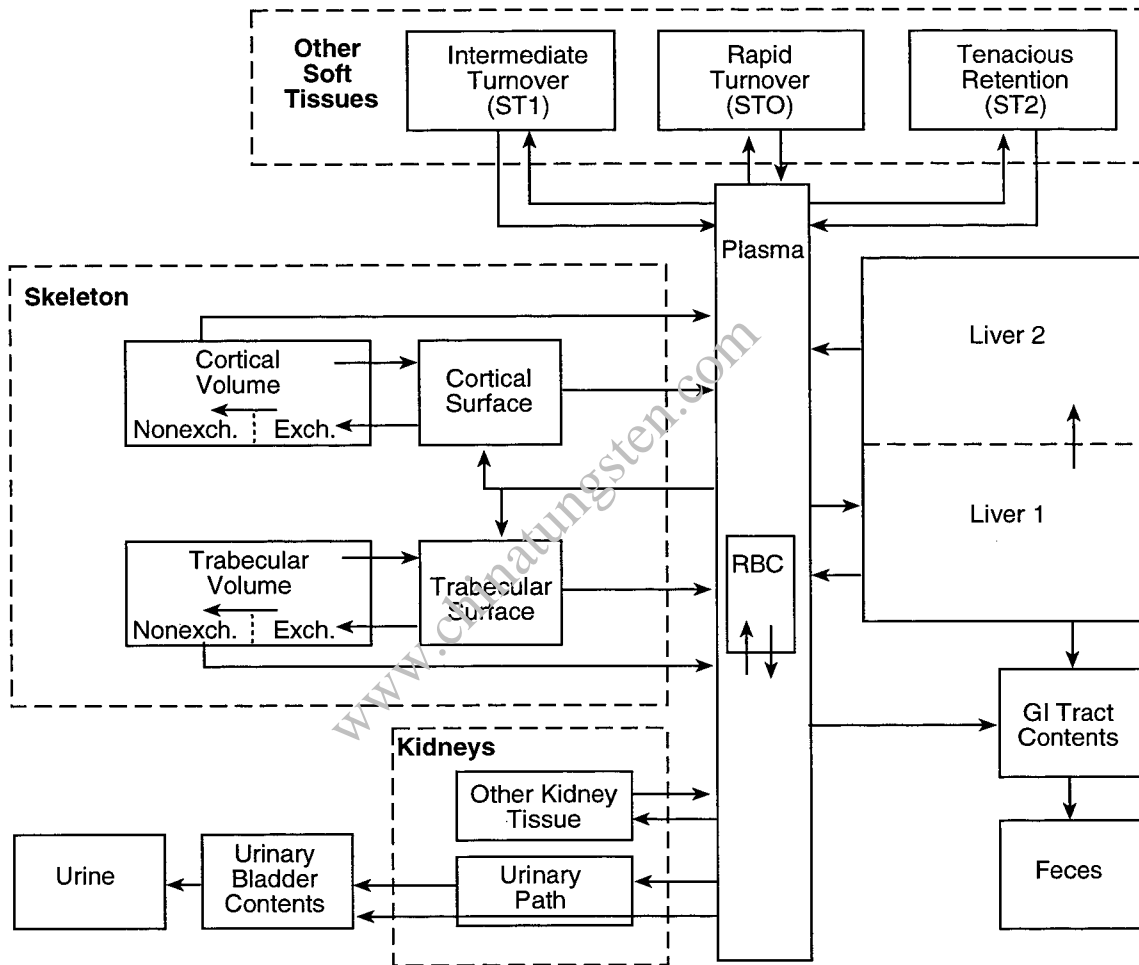 Other
Soft
Tissues
Intermediate
Turnover
(ST1)
Rapid
Turnover
(STO)
Tenacious
Retention
(ST2)
Plasma
Skeleton
Cortical
Volume
Nonexch.
Exch.
Cortical
Surface
Trabecular
Volume
Nonexch.
Exch.
Trabecular
Surface
RBC
Liver 2
Liver 1
GI Tract
Contents
Feces
Kidneys
Other Kidney
Tissue
Urinary
Path
Urinary
Bladder
Contents
Urine
www.chinatungsten.com